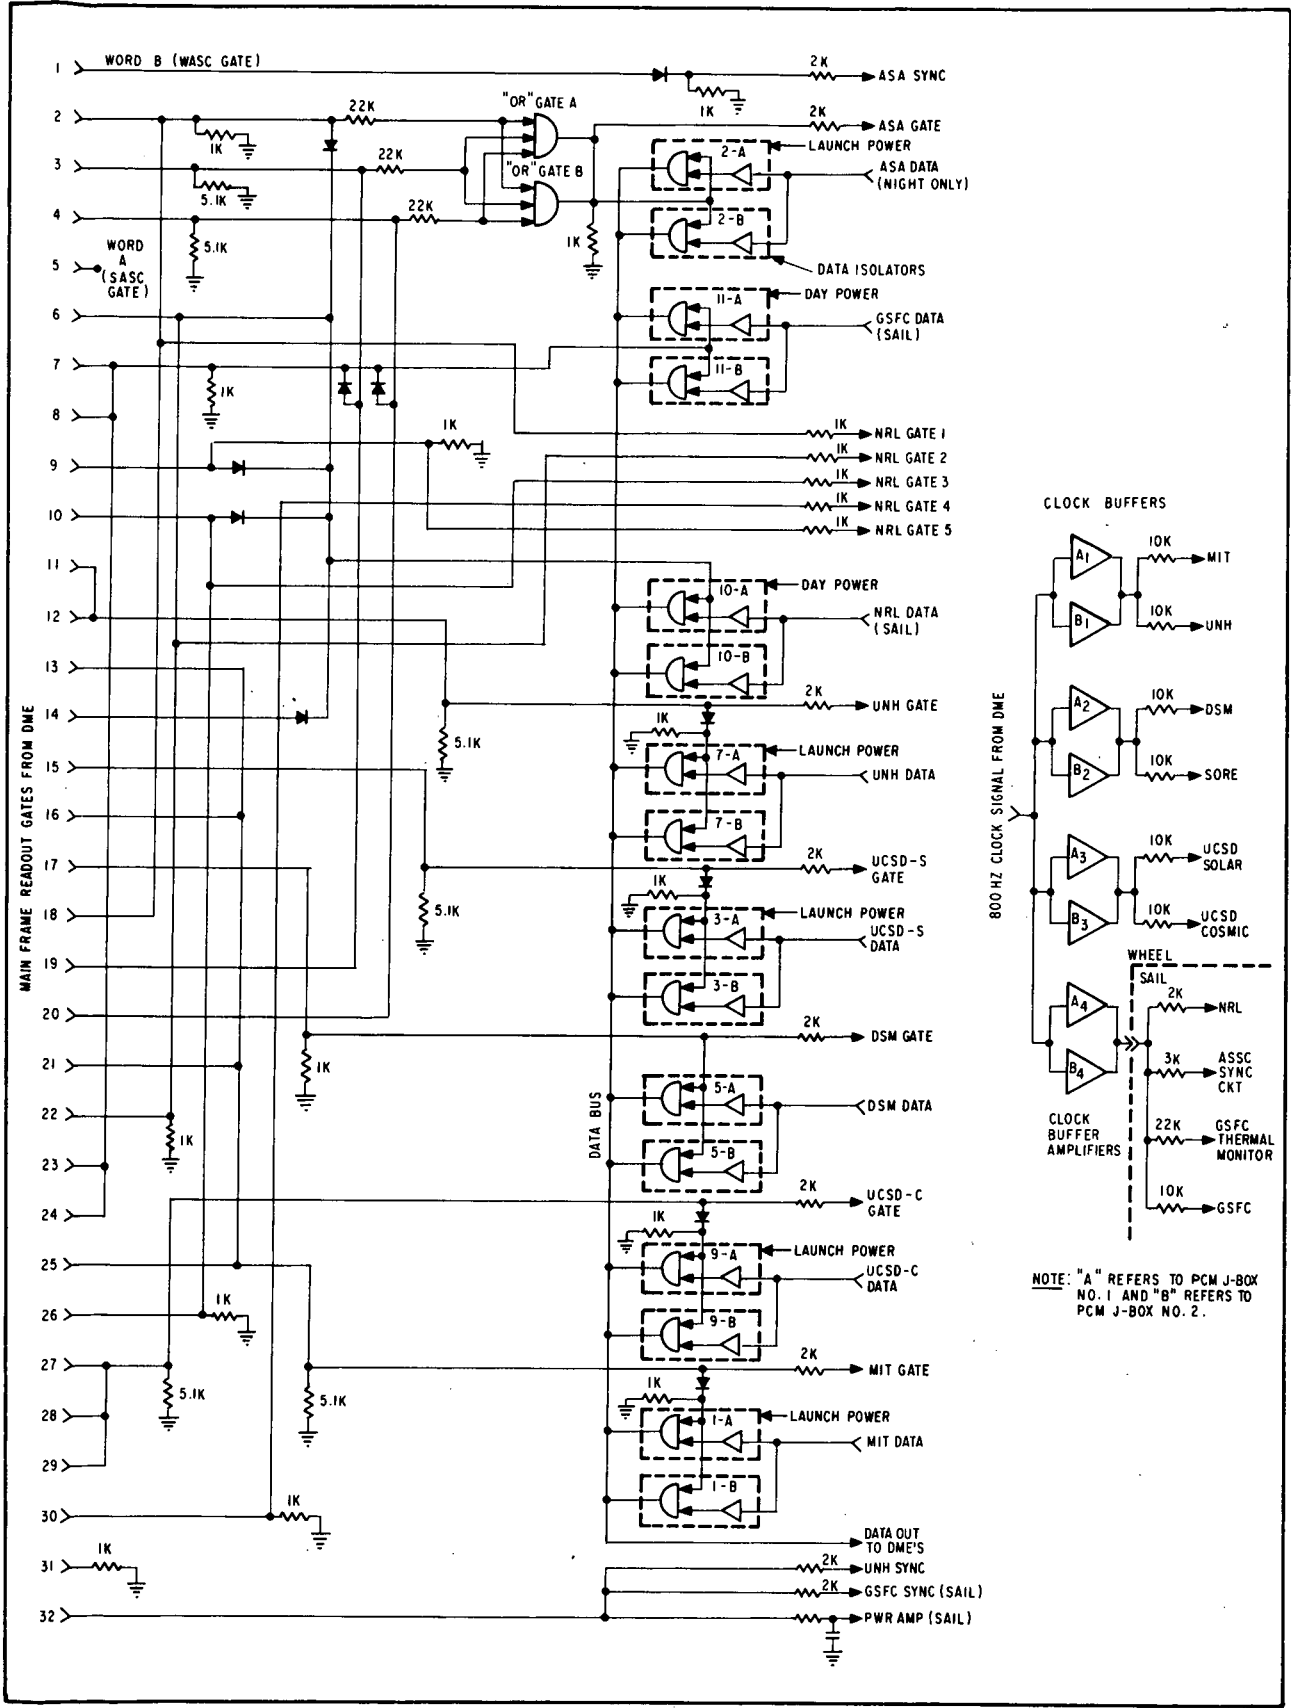 1 WORD B (WASC GATE)
2K
ASA SYNC
1K
2
22K
"OR" GATE A
2K
ASA GATE
1K
LAUNCH POWER
2-A
3
22K
"OR" GATE B
ASA DATA
(NIGHT ONLY)
5.1K
4
22K
2-B
1K
5.1K
WORD
A
(SASC
GATE)
5
DATA ISOLATORS
DAY POWER
11-A
6
GSFC DATA
(SAIL)
7
11-B
1K
8
1K
1K
NRL GATE 1
9
1K
NRL GATE 2
1K
NRL GATE 3
1K
NRL GATE 4
10
1K
NRL GATE 5
11
10-A
DAY POWER
12
NRL DATA
(SAIL)
13
10-B
14
2K
UNH GATE
1K
5.1K
LAUNCH POWER
7-A
15
UNH DATA
16
7-B
17
2K
UCSD-S
GATE
1K
5.1K
18
3-A
LAUNCH POWER
UCSD-S
DATA
19
3-B
20
2K
DSM GATE
21
1K
5-A
DSM DATA
22
1K
5-B
DATA BUS
23
24
2K
UCSD-C
GATE
1K
25
9-A
LAUNCH POWER
UCSD-C
DATA
26
1K
9-B
27
2K
MIT GATE
5.1K
5.1K
1K
28
1-A
LAUNCH POWER
MIT DATA
29
1-B
30
1K
DATA OUT
TO DME'S
31
1K
2K
UNH SYNC
2K
GSFC SYNC (SAIL)
32
PWR AMP (SAIL)
MAIN FRAME READOUT GATES FROM DME
CLOCK BUFFERS
A1
10K
MIT
B1
10K
UNH
A2
10K
DSM
B2
10K
SORE
800 HZ CLOCK SIGNAL FROM DME
A3
10K
UCSD
SOLAR
B3
10K
UCSD
COSMIC
WHEEL
SAIL
A4
2K
NRL
B4
3K
ASSC
SYNC
CKT
CLOCK
BUFFER
AMPLIFIERS
22K
GSFC
THERMAL
MONITOR
10K
GSFC
NOTE: "A" REFERS TO PCM J-BOX
NO. 1 AND "B" REFERS TO
PCM J-BOX NO. 2.